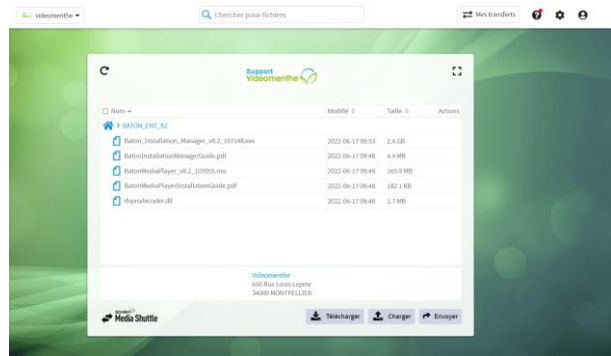 videomenthe
Chercher pour fichiers
Mes transferts
Support
Videomenthe
Nom Modifié Taille Actions
> BATON_ENT_82
Baton_Installation_Manager_v8.2_107148.exe 2022-06-17 09:53 2.4 GB
BatonInstallationManagerGuide.pdf 2022-06-17 09:48 4.4 MB
BatonMediaPlayer_v8.2_107055.msi 2022-06-17 09:49 165.9 MB
BatonMediaPlayerInstallationGuide.pdf 2022-06-17 09:48 182.1 KB
dspprodecoder.dll 2022-06-17 09:48 1.7 MB
Videomenthe
650 Rue Louis Lepine
34000 MONTPELLIER
Media Shuttle
Télécharger Charger Envoyer